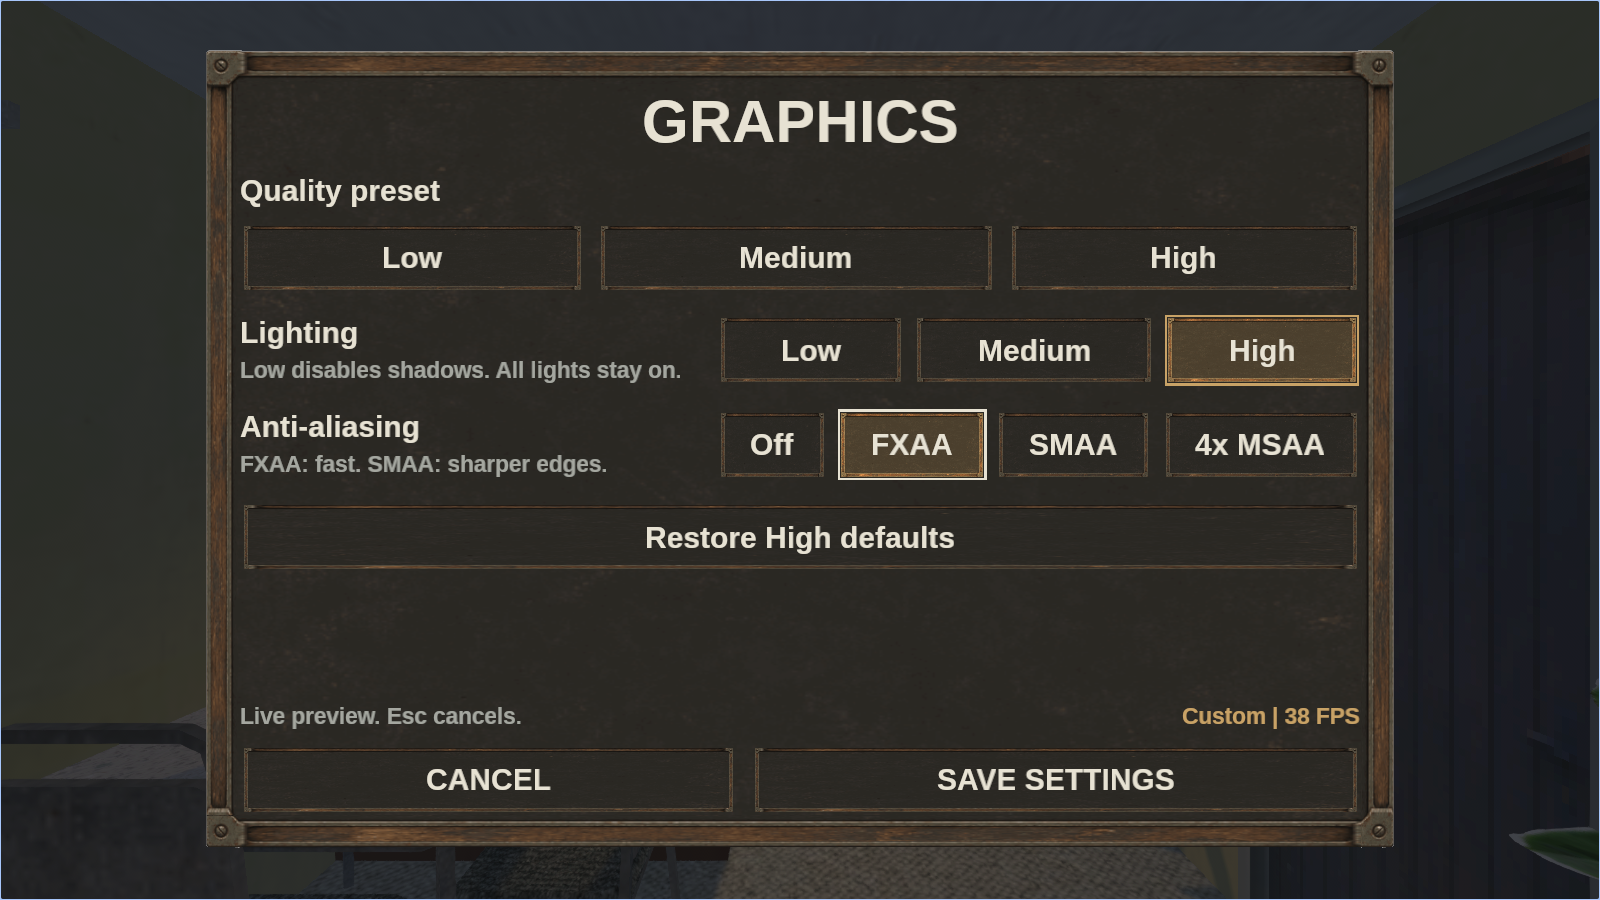 GRAPHICS
Quality preset
Low Medium High
Lighting
Low disables shadows. All lights stay on.
Low Medium High
Anti-aliasing
FXAA: fast. SMAA: sharper edges.
Off FXAA SMAA 4x MSAA
Restore High defaults
Live preview. Esc cancels.
Custom | 38 FPS
CANCEL SAVE SETTINGS